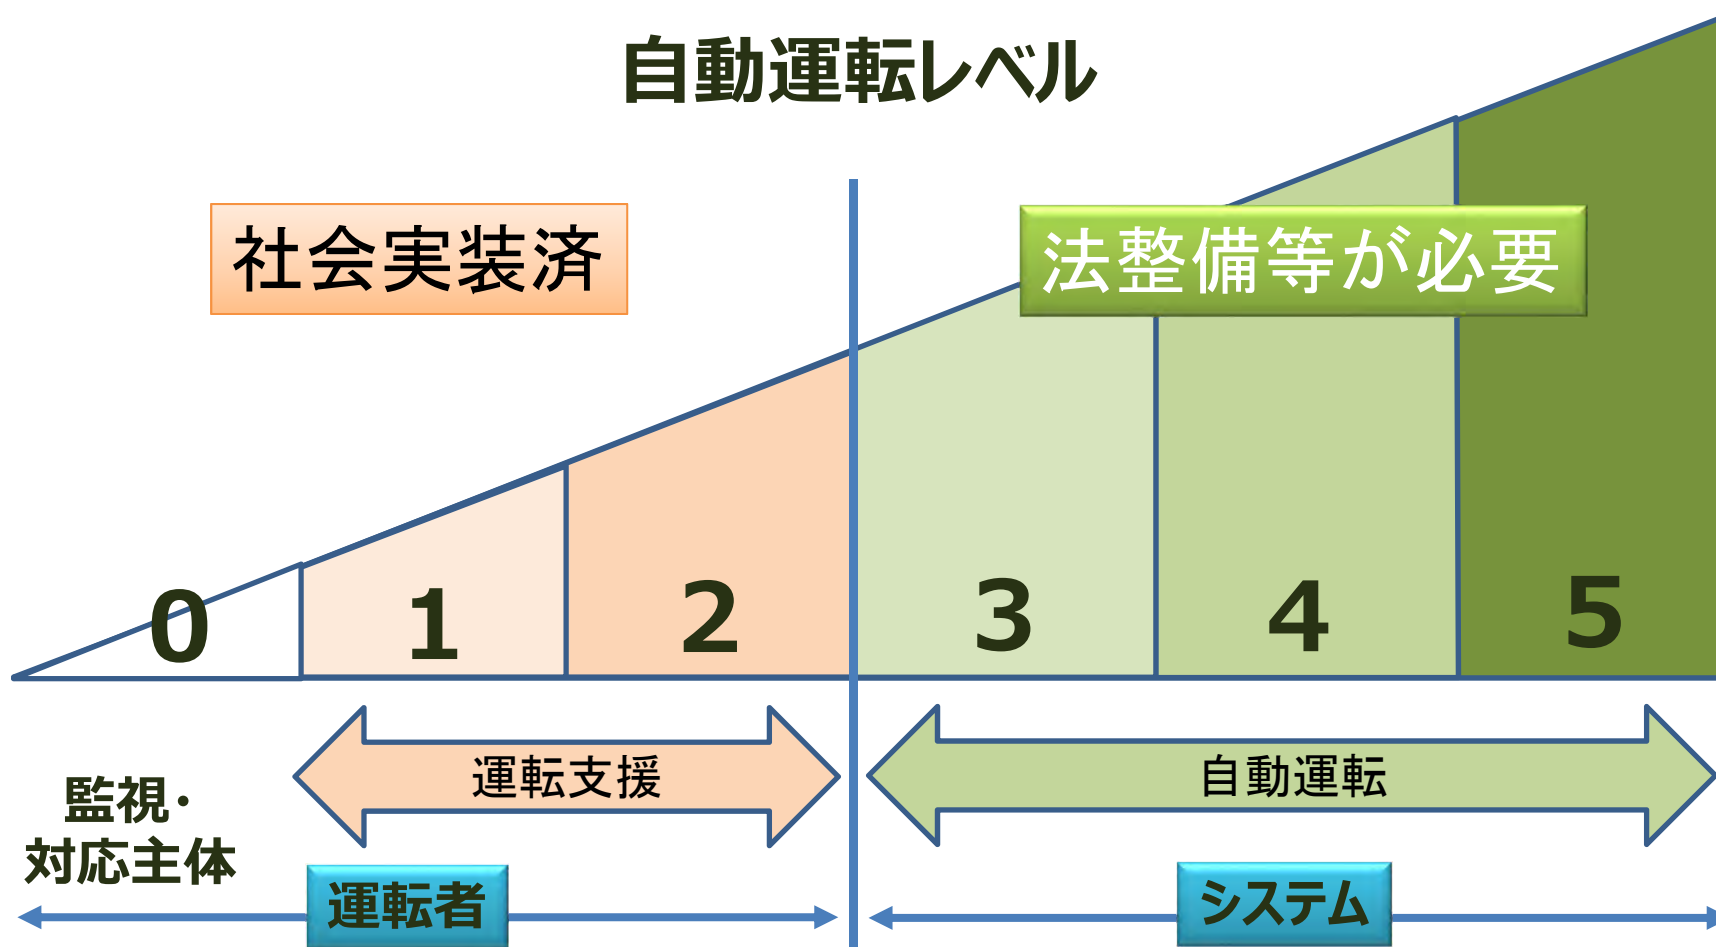 自動運転レベル
社会実装済
法整備等が必要
0
1
2
3
4
5
運転支援
自動運転
監視・
対応主体
運転者
システム